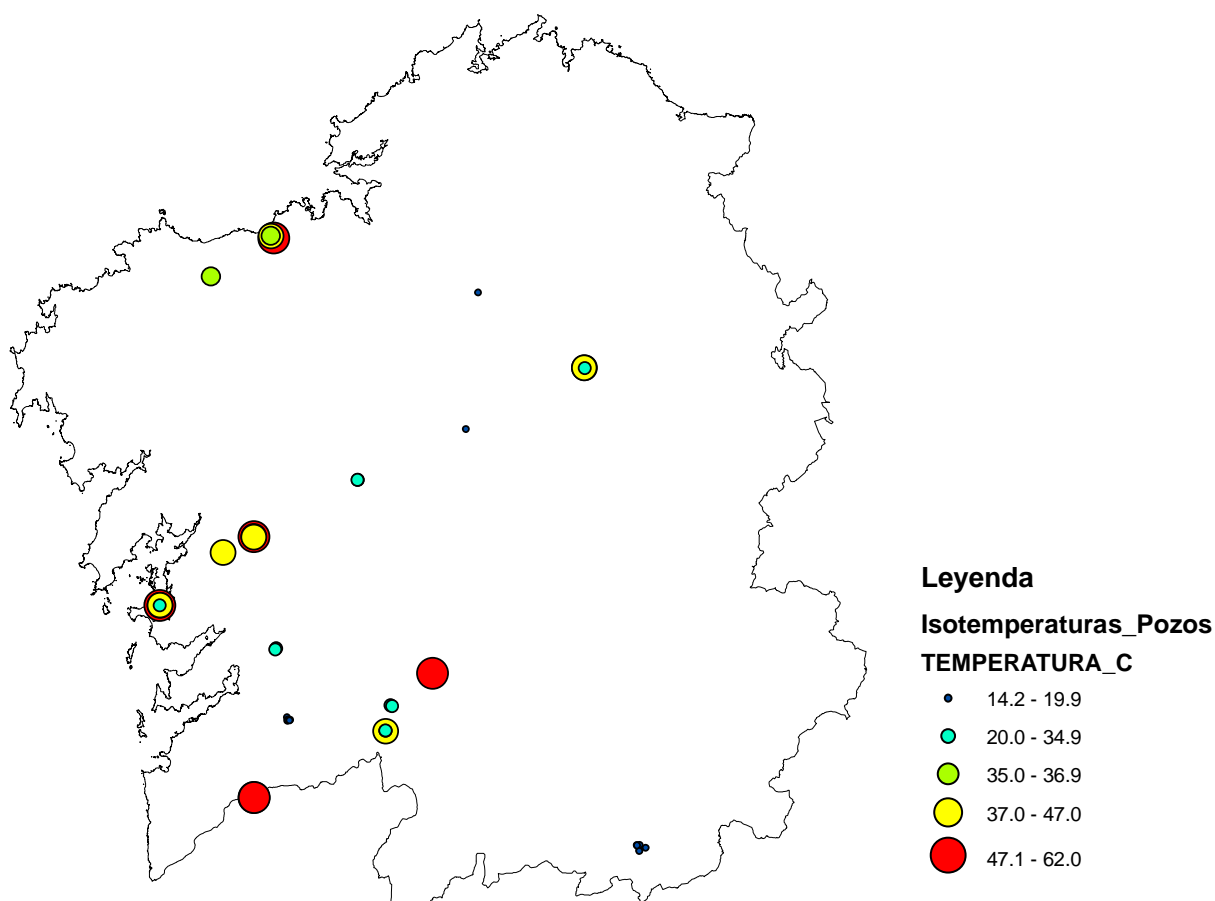 Leyenda
Isotemperaturas_Pozos
TEMPERATURA_C
14.2 - 19.9
20.0 - 34.9
35.0 - 36.9
37.0 - 47.0
47.1 - 62.0